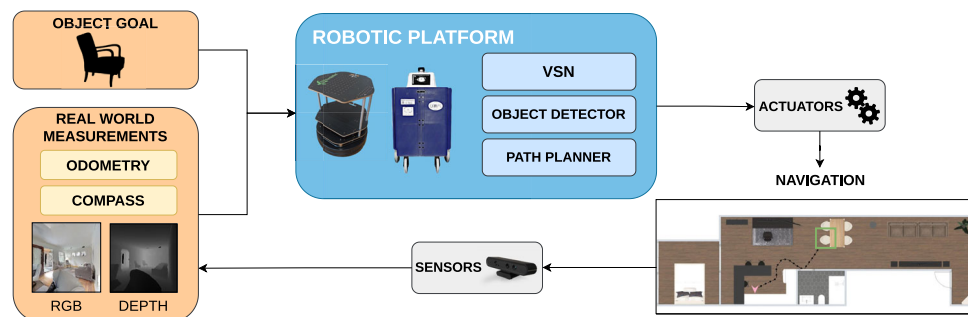 OBJECT GOAL
REAL WORLD
MEASUREMENTS
ODOMETRY
COMPASS
RGB
DEPTH
ROBOTIC PLATFORM
VSN
OBJECT DETECTOR
PATH PLANNER
ACTUATORS
NAVIGATION
SENSORS